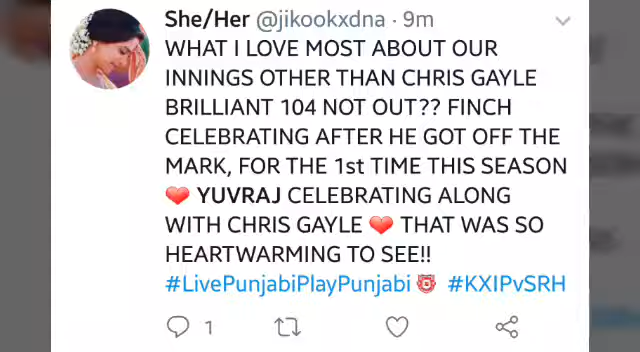 She/Her @jikookxdna · 9m
WHAT I LOVE MOST ABOUT OUR
INNINGS OTHER THAN CHRIS GAYLE
BRILLIANT 104 NOT OUT?? FINCH
CELEBRATING AFTER HE GOT OFF THE
MARK, FOR THE 1st TIME THIS SEASON
❤ YUVRAJ CELEBRATING ALONG
WITH CHRIS GAYLE ❤ THAT WAS SO
HEARTWARMING TO SEE!!
#LivePunjabiPlayPunjabi #KXIPvSRH
1